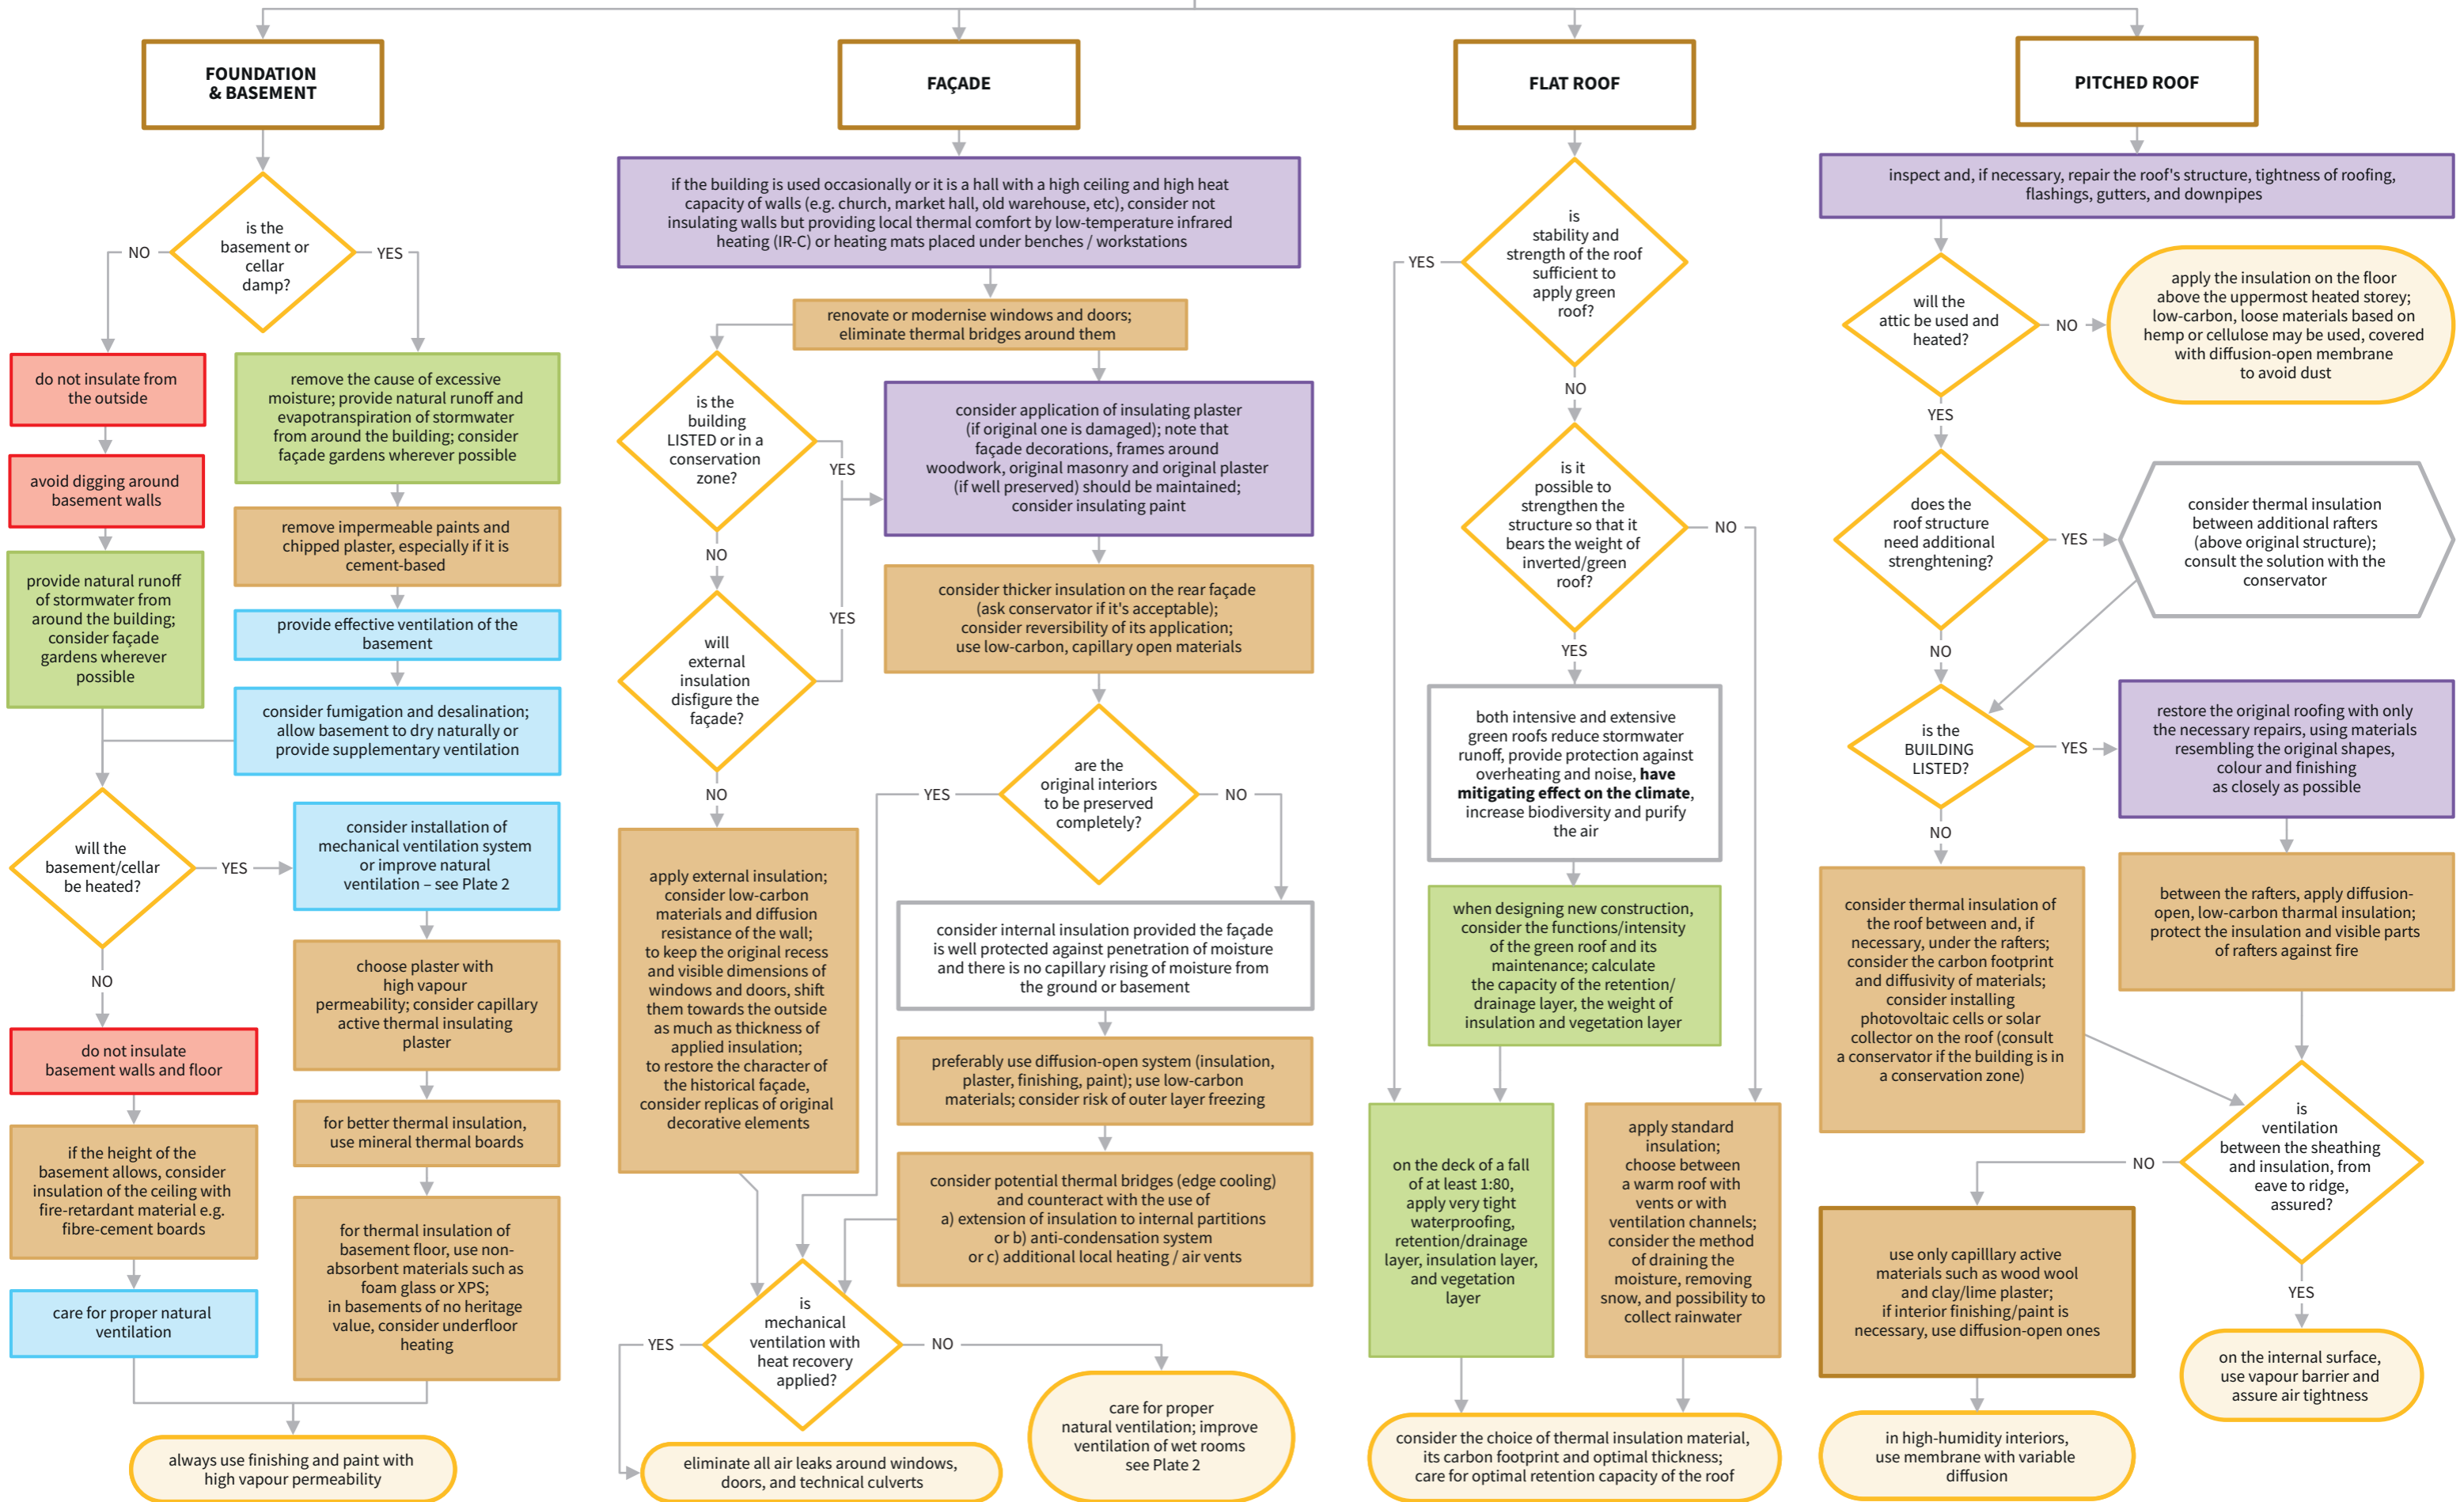 FOUNDATION
& BASEMENT
is the
basement or
cellar
damp?
NO
YES
do not insulate from
the outside
avoid digging around
basement walls
provide natural runoff
of stormwater from
around the building;
consider façade
gardens wherever
possible
remove the cause of excessive
moisture; provide natural runoff and
evapotranspiration of stormwater
from around the building; consider
façade gardens wherever possible
remove impermeable paints and
chipped plaster, especially if it is
cement-based
provide effective ventilation of the
basement
consider fumigation and desalination;
allow basement to dry naturally or
provide supplementary ventilation
will the
basement/cellar
be heated?
YES
NO
consider installation of
mechanical ventilation system
or improve natural
ventilation – see Plate 2
choose plaster with
high vapour
permeability; consider capillary
active thermal insulating
plaster
for better thermal insulation,
use mineral thermal boards
for thermal insulation of
basement floor, use non-
absorbent materials such as
foam glass or XPS;
in basements of no heritage
value, consider underfloor
heating
do not insulate
basement walls and floor
if the height of the
basement allows, consider
insulation of the ceiling with
fire-retardant material e.g.
fibre-cement boards
care for proper natural
ventilation
always use finishing and paint with
high vapour permeability
FAÇADE
if the building is used occasionally or it is a hall with a high ceiling and high heat
capacity of walls (e.g. church, market hall, old warehouse, etc), consider not
insulating walls but providing local thermal comfort by low-temperature infrared
heating (IR-C) or heating mats placed under benches / workstations
renovate or modernise windows and doors;
eliminate thermal bridges around them
is the
building
LISTED or in a
conservation
zone?
YES
NO
will
external
insulation
disfigure the
façade?
YES
NO
consider application of insulating plaster
(if original one is damaged); note that
façade decorations, frames around
woodwork, original masonry and original plaster
(if well preserved) should be maintained;
consider insulating paint
consider thicker insulation on the rear façade
(ask conservator if it's acceptable);
consider reversibility of its application;
use low-carbon, capillary open materials
are the
original interiors
to be preserved
completely?
YES
NO
apply external insulation;
consider low-carbon
materials and diffusion
resistance of the wall;
to keep the original recess
and visible dimensions of
windows and doors, shift
them towards the outside
as much as thickness of
applied insulation;
to restore the character of
the historical façade,
consider replicas of original
decorative elements
consider internal insulation provided the façade
is well protected against penetration of moisture
and there is no capillary rising of moisture from
the ground or basement
preferably use diffusion-open system (insulation,
plaster, finishing, paint); use low-carbon
materials; consider risk of outer layer freezing
consider potential thermal bridges (edge cooling)
and counteract with the use of
a) extension of insulation to internal partitions
or b) anti-condensation system
or c) additional local heating / air vents
is
mechanical
ventilation with
heat recovery
applied?
YES
NO
eliminate all air leaks around windows,
doors, and technical culverts
care for proper
natural ventilation; improve
ventilation of wet rooms
see Plate 2
FLAT ROOF
is
stability and
strength of the roof
sufficient to
apply green
roof?
YES
NO
is it
possible to
strengthen the
structure so that it
bears the weight of
inverted/green
roof?
NO
YES
both intensive and extensive
green roofs reduce stormwater
runoff, provide protection against
overheating and noise, have
mitigating effect on the climate,
increase biodiversity and purify
the air
when designing new construction,
consider the functions/intensity
of the green roof and its
maintenance; calculate
the capacity of the retention/
drainage layer, the weight of
insulation and vegetation layer
on the deck of a fall
of at least 1:80,
apply very tight
waterproofing,
retention/drainage
layer, insulation layer,
and vegetation
layer
apply standard
insulation;
choose between
a warm roof with
vents or with
ventilation channels;
consider the method
of draining the
moisture, removing
snow, and possibility to
collect rainwater
consider the choice of thermal insulation material,
its carbon footprint and optimal thickness;
care for optimal retention capacity of the roof
PITCHED ROOF
inspect and, if necessary, repair the roof's structure, tightness of roofing,
flashings, gutters, and downpipes
will the
attic be used and
heated?
NO
YES
apply the insulation on the floor
above the uppermost heated storey;
low-carbon, loose materials based on
hemp or cellulose may be used, covered
with diffusion-open membrane
to avoid dust
does the
roof structure
need additional
strenghtening?
YES
NO
consider thermal insulation
between additional rafters
(above original structure);
consult the solution with the
conservator
is the
BUILDING
LISTED?
YES
NO
restore the original roofing with only
the necessary repairs, using materials
resembling the original shapes,
colour and finishing
as closely as possible
between the rafters, apply diffusion-
open, low-carbon tharmal insulation;
protect the insulation and visible parts
of rafters against fire
consider thermal insulation of
the roof between and, if
necessary, under the rafters;
consider the carbon footprint
and diffusivity of materials;
consider installing
photovoltaic cells or solar
collector on the roof (consult
a conservator if the building is in
a conservation zone)
is
ventilation
between the sheathing
and insulation, from
eave to ridge,
assured?
NO
YES
use only capilllary active
materials such as wood wool
and clay/lime plaster;
if interior finishing/paint is
necessary, use diffusion-open ones
in high-humidity interiors,
use membrane with variable
diffusion
on the internal surface,
use vapour barrier and
assure air tightness